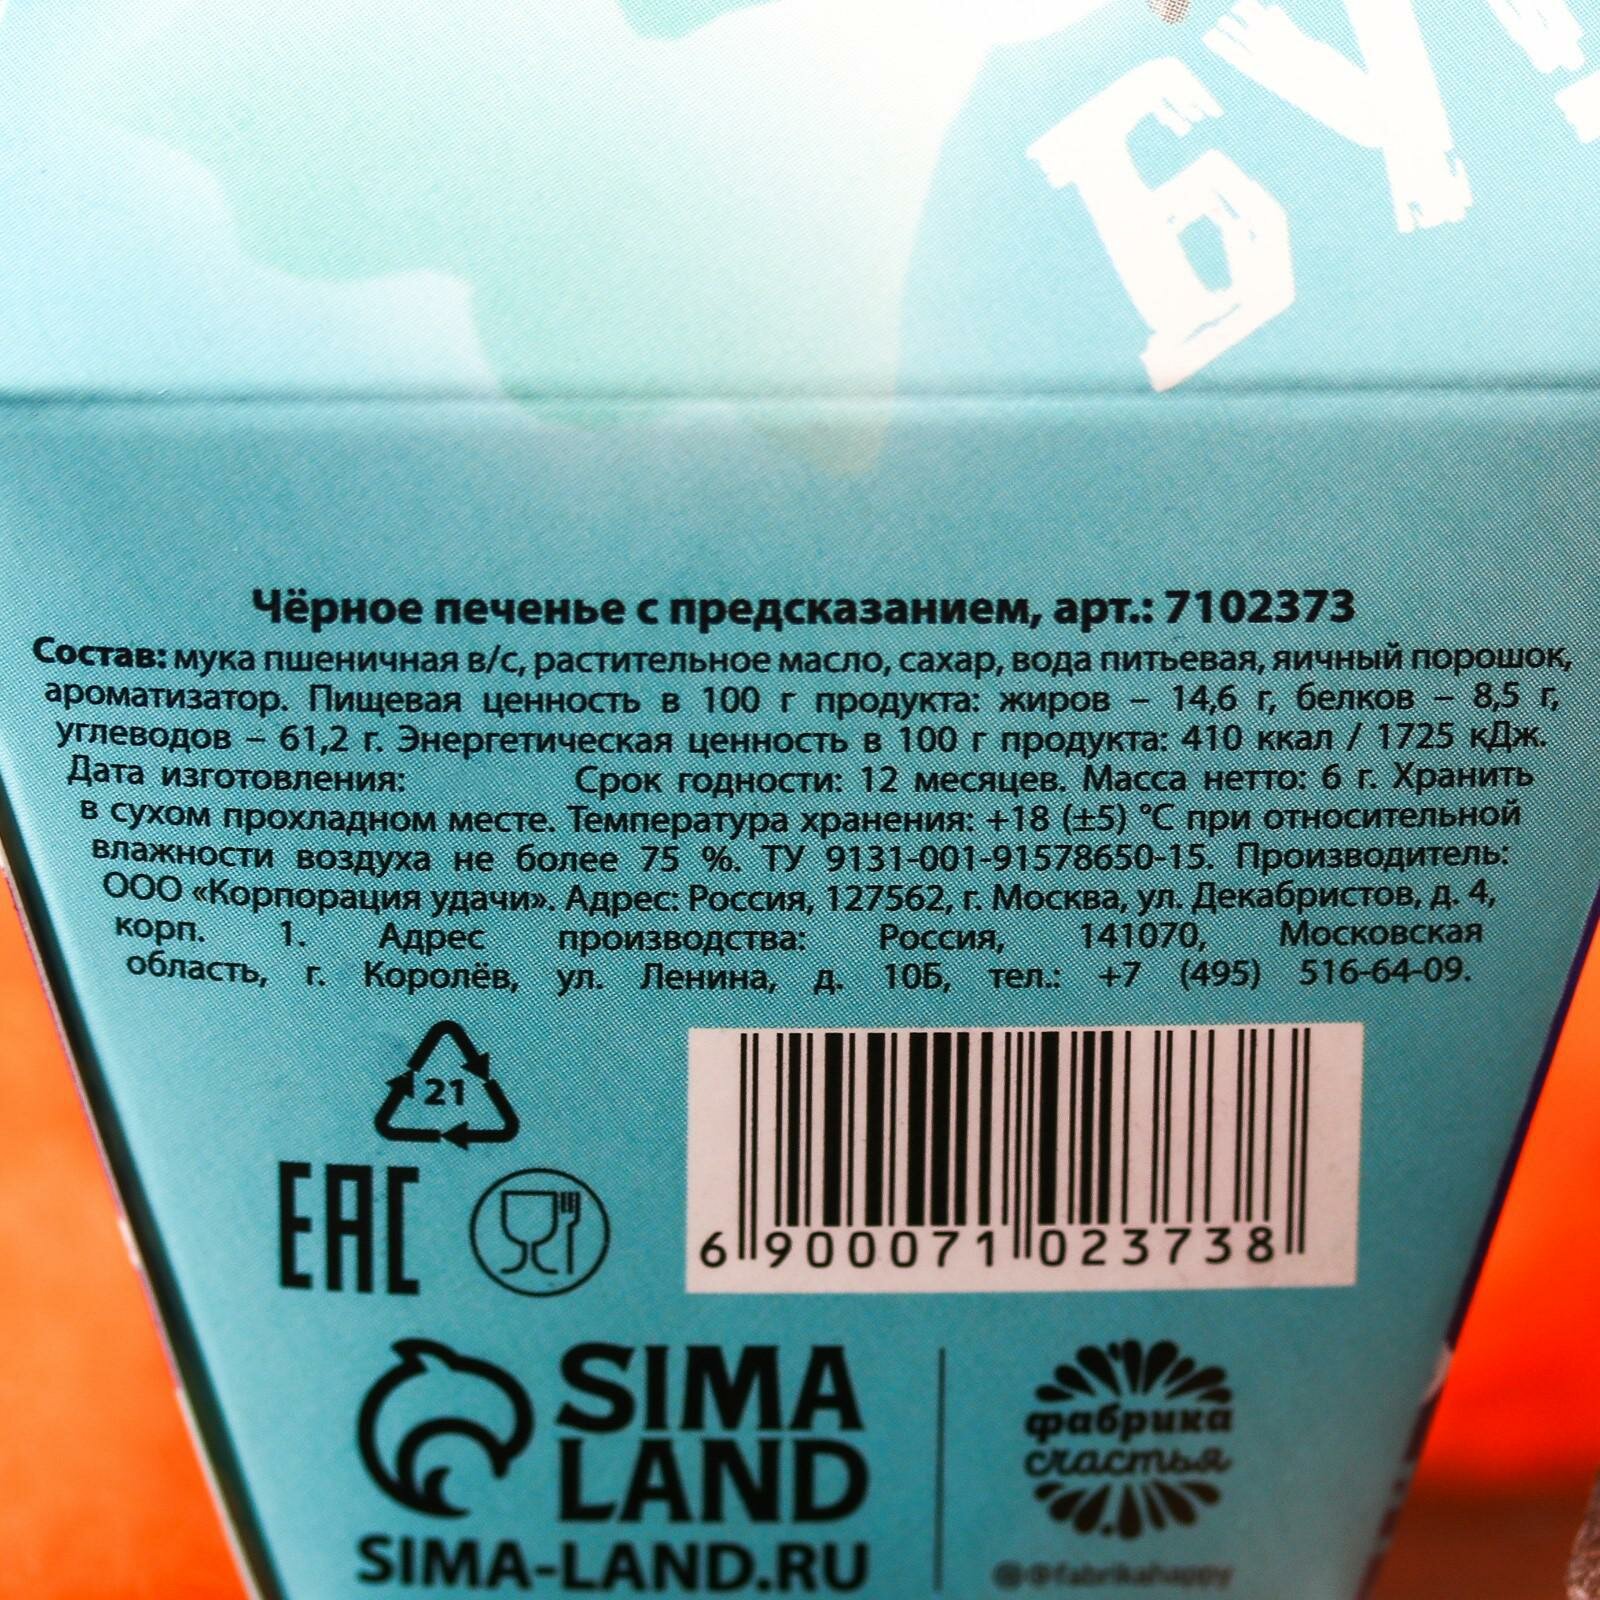 БУ
Чёрное печенье с предсказанием, арт.: 7102373
Состав: мука пшеничная в/с, растительное масло, сахар, вода питьевая, яичный порошок,
ароматизатор. Пищевая ценность в 100 г продукта: жиров – 14,6 г, белков – 8,5 г,
углеводов – 61,2 г. Энергетическая ценность в 100 г продукта: 410 ккал / 1725 кДж.
Дата изготовления: Срок годности: 12 месяцев. Масса нетто: 6 г. Хранить
в сухом прохладном месте. Температура хранения: +18 (±5) °С при относительной
влажности воздуха не более 75 %. ТУ 9131-001-91578650-15. Производитель:
ООО «Корпорация удачи». Адрес: Россия, 127562, г. Москва, ул. Декабристов, д. 4,
корп. 1. Адрес производства: Россия, 141070, Московская
область, г. Королёв, ул. Ленина, д. 10Б, тел.: +7 (495) 516-64-09.
21
EAC
6 900071 023738
SIMA
LAND
SIMA-LAND.RU
фабрика
счастья
@fabrikahappy